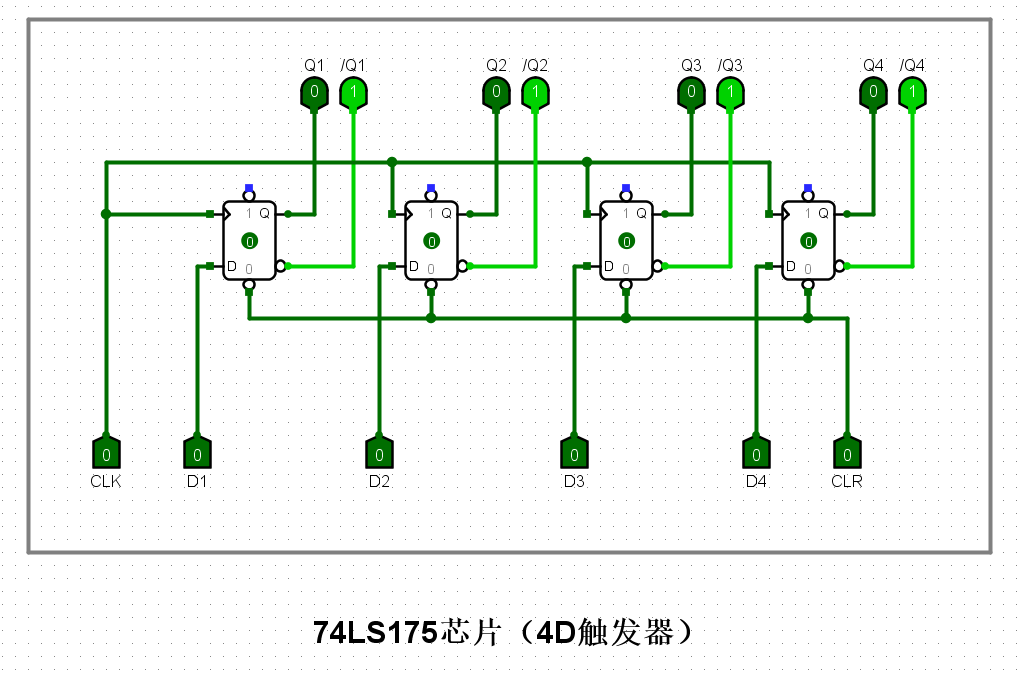 Q1 /Q1 Q2 /Q2 Q3 /Q3 Q4 /Q4
0 1 0 1 0 1 0 1
1 Q 1 Q 1 Q 1 Q
0 0 0 0
D 0 D 0 D 0 D 0
0 0 0 0 0 0
CLK D1 D2 D3 D4 CLR
74LS175芯片（4D触发器）